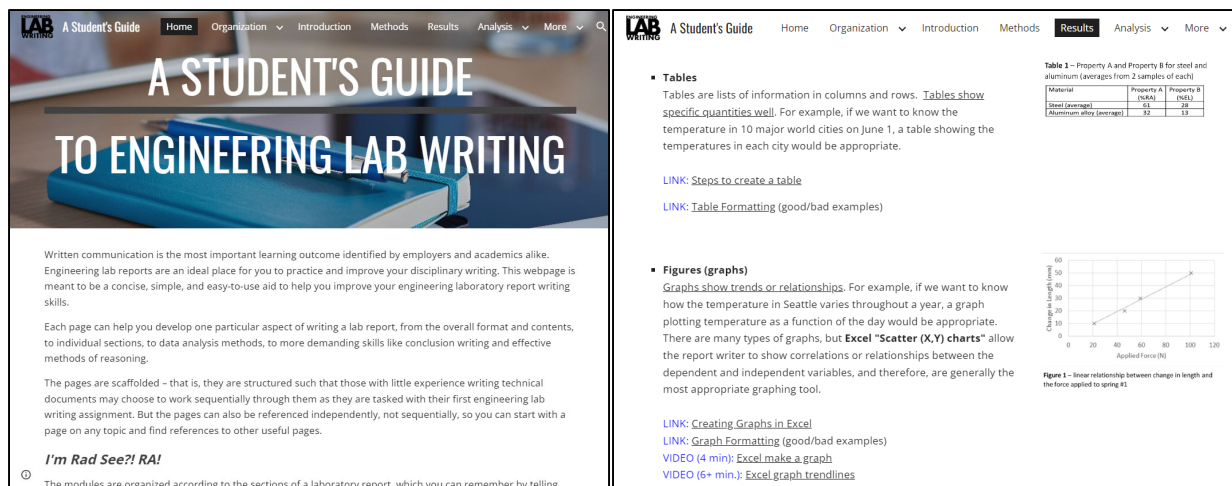 ENGINEERING
LAB
WRITING
A Student's Guide
Home
Organization
Introduction
Methods
Results
Analysis
More
A STUDENT'S GUIDE
TO ENGINEERING LAB WRITING
Written communication is the most important learning outcome identified by employers and academics alike.
Engineering lab reports are an ideal place for you to practice and improve your disciplinary writing. This webpage is
meant to be a concise, simple, and easy-to-use aid to help you improve your engineering laboratory report writing
skills.
Each page can help you develop one particular aspect of writing a lab report, from the overall format and contents,
to individual sections, to data analysis methods, to more demanding skills like conclusion writing and effective
methods of reasoning.
The pages are scaffolded – that is, they are structured such that those with little experience writing technical
documents may choose to work sequentially through them as they are tasked with their first engineering lab
writing assignment. But the pages can also be referenced independently, not sequentially, so you can start with a
page on any topic and find references to other useful pages.
I'm Rad See?! RA!
The modules are organized according to the sections of a laboratory report, which you can remember by telling
ENGINEERING
LAB
WRITING
A Student's Guide
Home
Organization
Introduction
Methods
Results
Analysis
More
▪ Tables
Tables are lists of information in columns and rows. Tables show
specific quantities well. For example, if we want to know the
temperature in 10 major world cities on June 1, a table showing the
temperatures in each city would be appropriate.
LINK: Steps to create a table
LINK: Table Formatting (good/bad examples)
Table 1 – Property A and Property B for steel and
aluminum (averages from 2 samples of each)
Material Property A Property B
(%RA) (%EL)
Steel (average) 61 28
Aluminum alloy (average) 32 13
▪ Figures (graphs)
Graphs show trends or relationships. For example, if we want to know
how the temperature in Seattle varies throughout a year, a graph
plotting temperature as a function of the day would be appropriate.
There are many types of graphs, but Excel "Scatter (X,Y) charts" allow
the report writer to show correlations or relationships between the
dependent and independent variables, and therefore, are generally the
most appropriate graphing tool.
LINK: Creating Graphs in Excel
LINK: Graph Formatting (good/bad examples)
VIDEO (4 min): Excel make a graph
VIDEO (6+ min.): Excel graph trendlines
Change in Length (mm)
60
50
40
30
20
10
0
0 20 40 60 80 100 120
Applied Force (N)
Figure 1 – linear relationship between change in length and
the force applied to spring #1